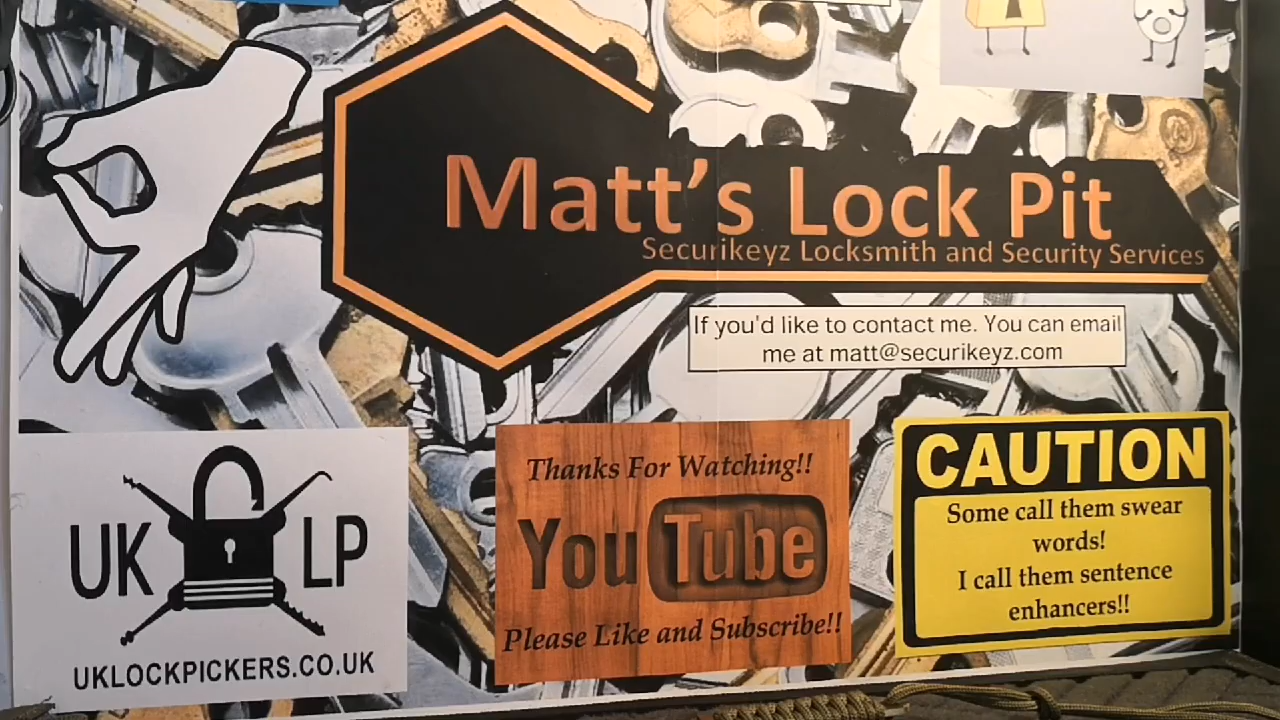 Matt's Lock Pit
Securikeyz Locksmith and Security Services
If you'd like to contact me. You can email
me at matt@securikeyz.com
UK LP
UKLOCKPICKERS.CO.UK
Thanks For Watching!!
YouTube
Please Like and Subscribe!!
CAUTION
Some call them swear
words!
I call them sentence
enhancers!!